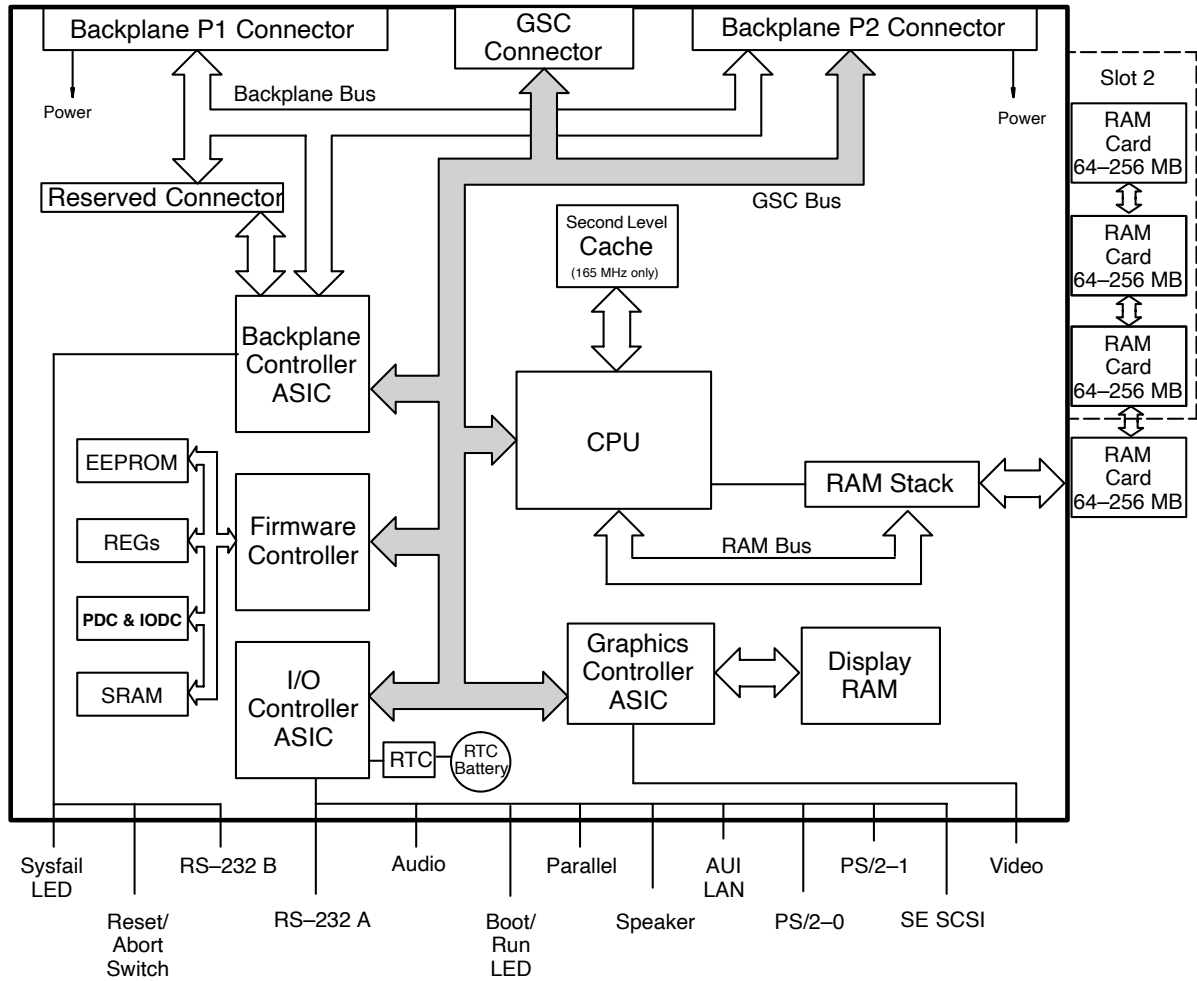 Backplane P1 Connector
GSC
Connector
Backplane P2 Connector
Power
Backplane Bus
Power
Slot 2
RAM
Card
64–256 MB
Reserved Connector
GSC Bus
Second Level
Cache
(165 MHz only)
RAM
Card
64–256 MB
Backplane
Controller
ASIC
RAM
Card
64–256 MB
CPU
EEPROM
RAM Stack
RAM
Card
64–256 MB
REGs
Firmware
Controller
RAM Bus
PDC & IODC
SRAM
I/O
Controller
ASIC
Graphics
Controller
ASIC
Display
RAM
RTC
RTC
Battery
Sysfail
LED
RS–232 B
Audio
Parallel
AUI
LAN
PS/2–1
Video
Reset/
Abort
Switch
RS–232 A
Boot/
Run
LED
Speaker
PS/2–0
SE SCSI